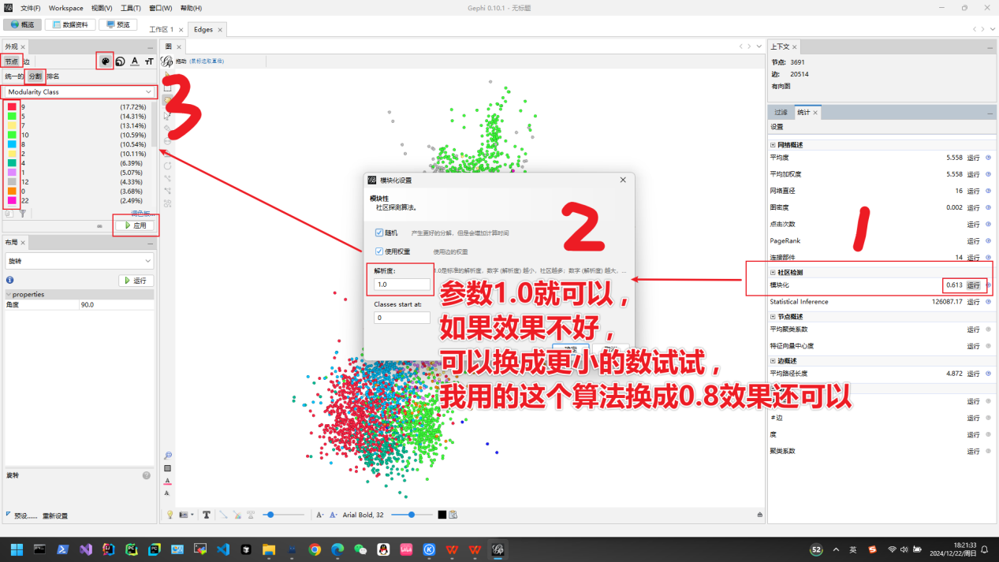 文件(F) Workspace 视图(V) 工具(T) 窗口(W) 帮助(H)
Gephi 0.10.1 - 无标题
概览 数据资料 预览
工作区 1 Edges
外观
节点 边
统一的 分割 排名
Modularity Class
9 (17.72%)
5 (14.31%)
7 (13.14%)
10 (10.59%)
8 (10.54%)
2 (10.11%)
4 (6.39%)
1 (5.07%)
12 (4.33%)
0 (3.68%)
22 (2.49%)
调色板...
应用
布局
旋转
运行
properties
角度 90.0
旋转
预设...... 重新设置
图
拖动
3
模块化设置
模块性
社区探测算法。
随机 产生更好的分解，但是会增加计算时间
使用权重 使用边的权重
解析度:
1.0是标准的解析度，数字 (解析度) 越小，社区越多；数字 (解析度) 越大，...
1.0
Classes start at:
0
确定
2
参数1.0就可以，
如果效果不好，
可以换成更小的数试试，
我用的这个算法换成0.8效果还可以
Arial Bold, 32
上下文
节点: 3691
边: 20514
有向图
过滤 统计
设置
1
网络概述
平均度 5.558 运行
平均加权度 5.558 运行
网络直径 16 运行
图密度 0.002 运行
点击次数 运行
PageRank 运行
连接部件 14 运行
社区检测
模块化 0.613 运行
Statistical Inference 126087.17 运行
节点概述
平均聚类系数 运行
特征向量中心度 运行
边概述
平均路径长度 4.872 运行
运行
#边 运行
度 运行
聚类系数 运行
52
英
18:21:33
2024/12/22/周日